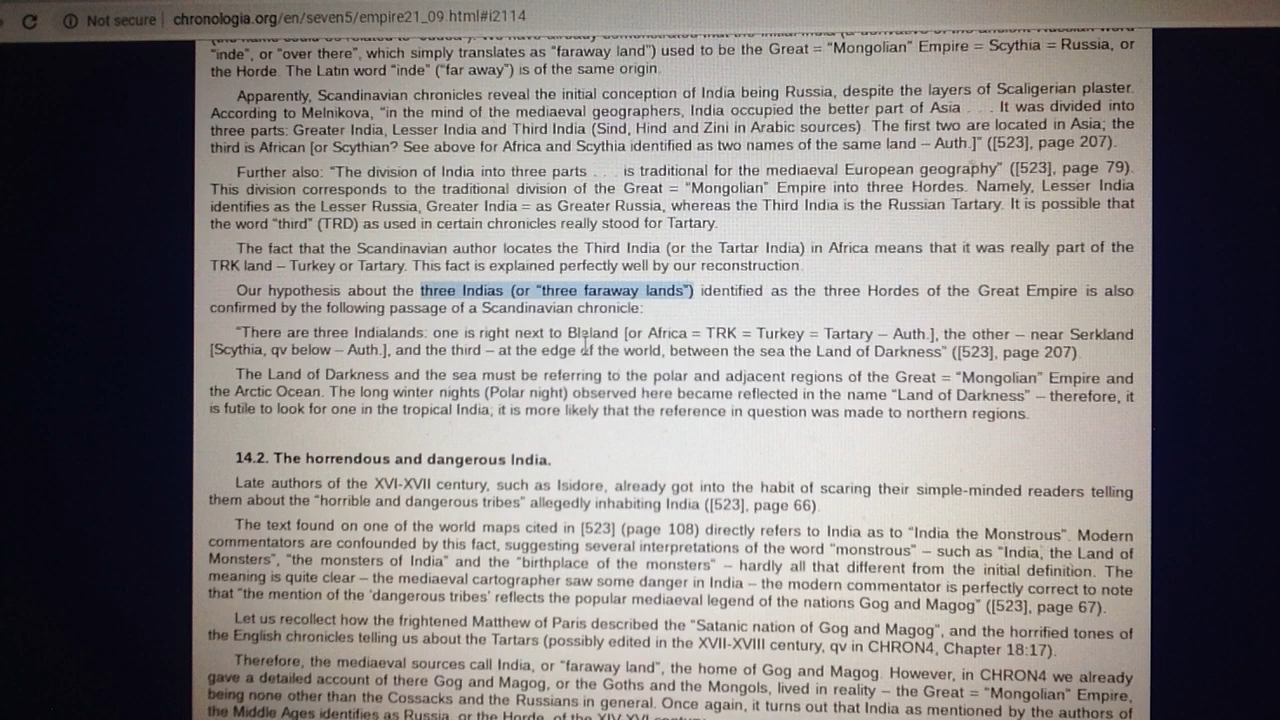 Not secure | chronologia.org/en/seven5/empire21_09.html#i2114
"inde", or "over there", which simply translates as "faraway land") used to be the Great = "Mongolian" Empire = Scythia = Russia, or
the Horde. The Latin word "inde" ("far away") is of the same origin.
Apparently, Scandinavian chronicles reveal the initial conception of India being Russia, despite the layers of Scaligerian plaster.
According to Melnikova, "in the mind of the mediaeval geographers, India occupied the better part of Asia . . . . It was divided into
three parts: Greater India, Lesser India and Third India (Sind, Hind and Zini in Arabic sources). The first two are located in Asia; the
third is African [or Scythian? See above for Africa and Scythia identified as two names of the same land – Auth.]" ([523], page 207).
Further also: "The division of India into three parts . . . is traditional for the mediaeval European geography" ([523], page 79).
This division corresponds to the traditional division of the Great = "Mongolian" Empire into three Hordes. Namely, Lesser India
identifies as the Lesser Russia, Greater India = as Greater Russia, whereas the Third India is the Russian Tartary. It is possible that
the word "third" (TRD) as used in certain chronicles really stood for Tartary.
The fact that the Scandinavian author locates the Third India (or the Tartar India) in Africa means that it was really part of the
TRK land – Turkey or Tartary. This fact is explained perfectly well by our reconstruction.
Our hypothesis about the three Indias (or "three faraway lands") identified as the three Hordes of the Great Empire is also
confirmed by the following passage of a Scandinavian chronicle:
"There are three Indialands: one is right next to Blaland [or Africa = TRK = Turkey = Tartary – Auth.], the other – near Serkland
[Scythia, qv below – Auth.], and the third – at the edge of the world, between the sea the Land of Darkness" ([523], page 207).
The Land of Darkness and the sea must be referring to the polar and adjacent regions of the Great = "Mongolian" Empire and
the Arctic Ocean. The long winter nights (Polar night) observed here became reflected in the name "Land of Darkness" – therefore, it
is futile to look for one in the tropical India; it is more likely that the reference in question was made to northern regions.
14.2. The horrendous and dangerous India.
Late authors of the XVI-XVII century, such as Isidore, already got into the habit of scaring their simple-minded readers telling
them about the "horrible and dangerous tribes" allegedly inhabiting India ([523], page 66).
The text found on one of the world maps cited in [523] (page 108) directly refers to India as to "India the Monstrous". Modern
commentators are confounded by this fact, suggesting several interpretations of the word "monstrous" – such as "India, the Land of
Monsters", "the monsters of India" and the "birthplace of the monsters" – hardly all that different from the initial definition. The
meaning is quite clear – the mediaeval cartographer saw some danger in India – the modern commentator is perfectly correct to note
that "the mention of the 'dangerous tribes' reflects the popular mediaeval legend of the nations Gog and Magog" ([523], page 67).
Let us recollect how the frightened Matthew of Paris described the "Satanic nation of Gog and Magog", and the horrified tones of
the English chronicles telling us about the Tartars (possibly edited in the XVII-XVIII century, qv in CHRON4, Chapter 18:17).
Therefore, the mediaeval sources call India, or "faraway land", the home of Gog and Magog. However, in CHRON4 we already
gave a detailed account of there Gog and Magog, or the Goths and the Mongols, lived in reality – the Great = "Mongolian" Empire,
being none other than the Cossacks and the Russians in general. Once again, it turns out that India as mentioned by the authors of
the Middle Ages identifies as Russia, or the Horde, of the XIV-XVI